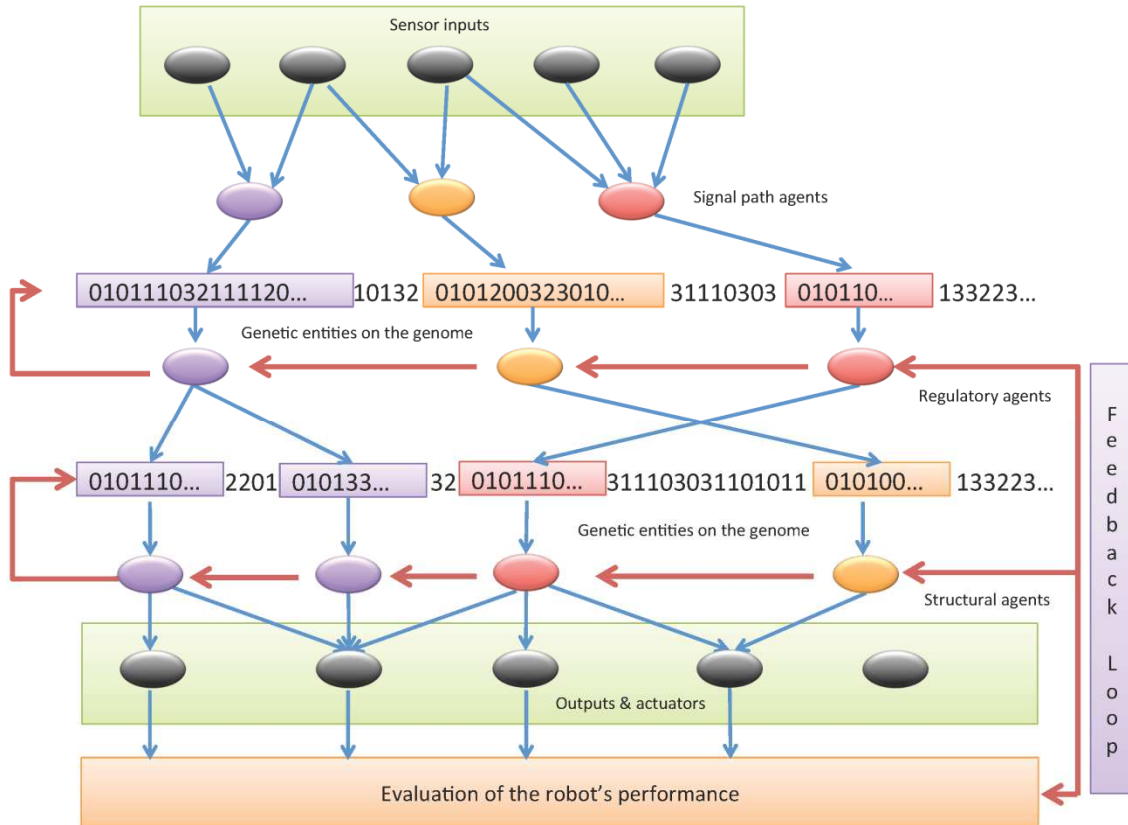 Sensor inputs
Signal path agents
010111032111120... 10132 0101200323010... 31110303 010110... 133223...
Genetic entities on the genome
Regulatory agents
0101110... 2201 010133... 32 0101110... 311103031101011 010100... 133223...
Genetic entities on the genome
Structural agents
Outputs & actuators
Evaluation of the robot's performance
Feedback
Loop